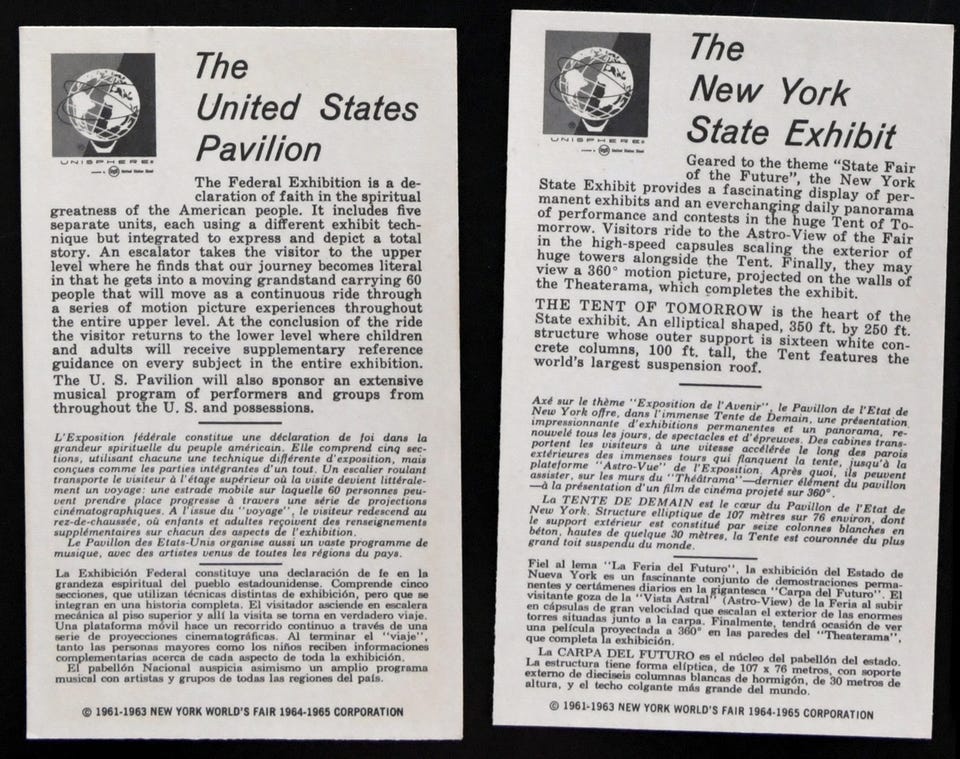 UNISPHERE®
United States Steel
The
United States
Pavilion
The Federal Exhibition is a de-
claration of faith in the spiritual
greatness of the American people. It includes five
separate units, each using a different exhibit tech-
nique but integrated to express and depict a total
story. An escalator takes the visitor to the upper
level where he finds that our journey becomes literal
in that he gets into a moving grandstand carrying 60
people that will move as a continuous ride through
a series of motion picture experiences throughout
the entire upper level. At the conclusion of the ride
the visitor returns to the lower level where children
and adults will receive supplementary reference
guidance on every subject in the entire exhibition.
The U. S. Pavilion will also sponsor an extensive
musical program of performers and groups from
throughout the U. S. and possessions.
L'Exposition fédérale constitue une déclaration de foi dans la
grandeur spirituelle du peuple américain. Elle comprend cinq sec-
tions, utilisant chacune une technique différente d'exposition, mais
conçues comme les parties intégrantes d'un tout. Un escalier roulant
transporte le visiteur à l'étage supérieur où la visite devient littérale-
ment un voyage: une estrade mobile sur laquelle 60 personnes peu-
vent prendre place progresse à travers une série de projections
cinématographiques. A l'issue du "voyage", le visiteur redescend au
rez-de-chaussée, où enfants et adultes reçoivent des renseignements
supplémentaires sur chacun des aspects de l'exhibition.
Le Pavillon des Etats-Unis organise aussi un vaste programme de
musique, avec des artistes venus de toutes les régions du pays.
La Exhibición Federal constituye una declaración de fe en la
grandeza espiritual del pueblo estadounidense. Comprende cinco
secciones, que utilizan técnicas distintas de exhibición, pero que se
integran en una historia completa. El visitador asciende en escalera
mecánica al piso superior y allí la visita se torna en verdadero viaje.
Una plataforma móvil hace un recorrido continuo a través de una
serie de proyecciones cinematográficas. Al terminar el "viaje",
tanto las personas mayores como los niños reciben informaciones
complementarias acerca de cada aspecto de toda la exhibición.
El pabellón Nacional auspicia asimismo un amplio programa
musical con artistas y grupos de todas las regiones del país.
© 1961-1963 NEW YORK WORLD'S FAIR 1964-1965 CORPORATION
UNISPHERE®
United States Steel
The
New York
State Exhibit
Geared to the theme "State Fair
of the Future", the New York
State Exhibit provides a fascinating display of per-
manent exhibits and an everchanging daily panorama
of performance and contests in the huge Tent of To-
morrow. Visitors ride to the Astro-View of the Fair
in the high-speed capsules scaling the exterior of
huge towers alongside the Tent. Finally, they may
view a 360° motion picture, projected on the walls of
the Theaterama, which completes the exhibit.
THE TENT OF TOMORROW is the heart of the
State exhibit. An elliptical shaped, 350 ft. by 250 ft.
structure whose outer support is sixteen white con-
crete columns, 100 ft. tall, the Tent features the
world's largest suspension roof.
Axé sur le thème "Exposition de l'Avenir", le Pavillon de l'Etat de
New York offre, dans l'immense Tente de Demain, une présentation
impressionnante d'exhibitions permanentes et un panorama, re-
nouvelé tous les jours, de spectacles et d'épreuves. Des cabines trans-
portent les visiteurs à une vitesse accélérée le long des parois
extérieures des immenses tours qui flanquent la tente, jusqu'à la
plateforme "Astro-Vue" de l'Exposition. Après quoi, ils peuvent
assister, sur les murs du "Théâtrama"—dernier élément du pavillon
—à la présentation d'un film de cinéma projeté sur 360°.
La TENTE DE DEMAIN est le cœur du Pavillon de l'Etat de
New York. Structure elliptique de 107 mètres sur 76 environ, dont
le support extérieur est constitué par seize colonnes blanches en
béton, hautes de quelque 30 mètres, la Tente est couronnée du plus
grand toit suspendu du monde.
Fiel al lema "La Feria del Futuro", la exhibición del Estado de
Nueva York es un fascinante conjunto de demostraciones perma-
nentes y certámenes diarios en la gigantesca "Carpa del Futuro". El
visitante goza de la "Vista Astral" (Astro-View) de la Feria al subir
en cápsulas de gran velocidad que escalan el exterior de las enormes
torres situadas junto a la carpa. Finalmente, tendrá ocasión de ver
una película proyectada a 360° en las paredes del "Theaterama",
que completa la exhibición.
La CARPA DEL FUTURO es el núcleo del pabellón del estado.
La estructura tiene forma elíptica, de 107 x 76 metros, con soporte
externo de dieciseis columnas blancas de hormigón, de 30 metros de
altura, y el techo colgante más grande del mundo.
© 1961-1963 NEW YORK WORLD'S FAIR 1964-1965 CORPORATION